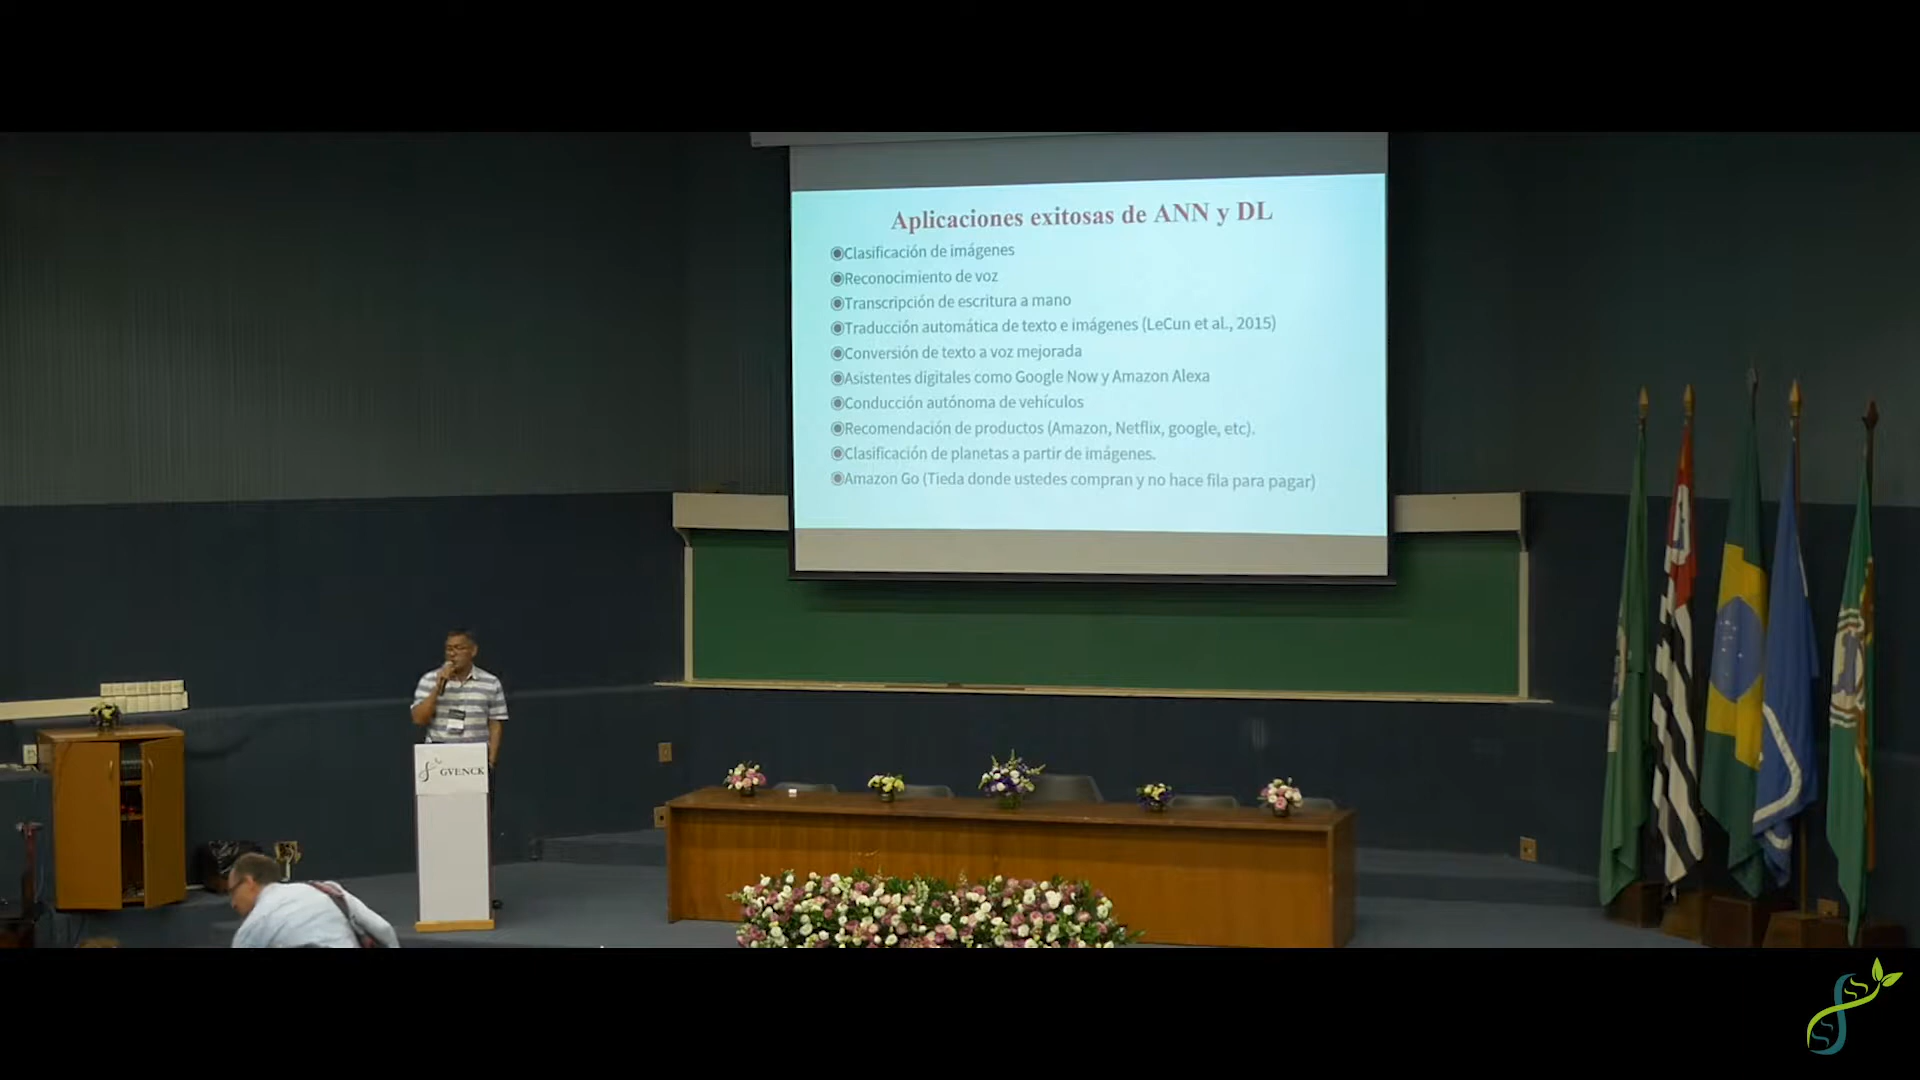 Aplicaciones exitosas de ANN y DL
Clasificación de imágenes
Reconocimiento de voz
Transcripción de escritura a mano
Traducción automática de texto e imágenes (LeCun et al., 2015)
Conversión de texto a voz mejorada
Asistentes digitales como Google Now y Amazon Alexa
Conducción autónoma de vehículos
Recomendación de productos (Amazon, Netflix, google, etc).
Clasificación de planetas a partir de imágenes.
Amazon Go (Tieda donde ustedes compran y no hace fila para pagar)
GVENCK